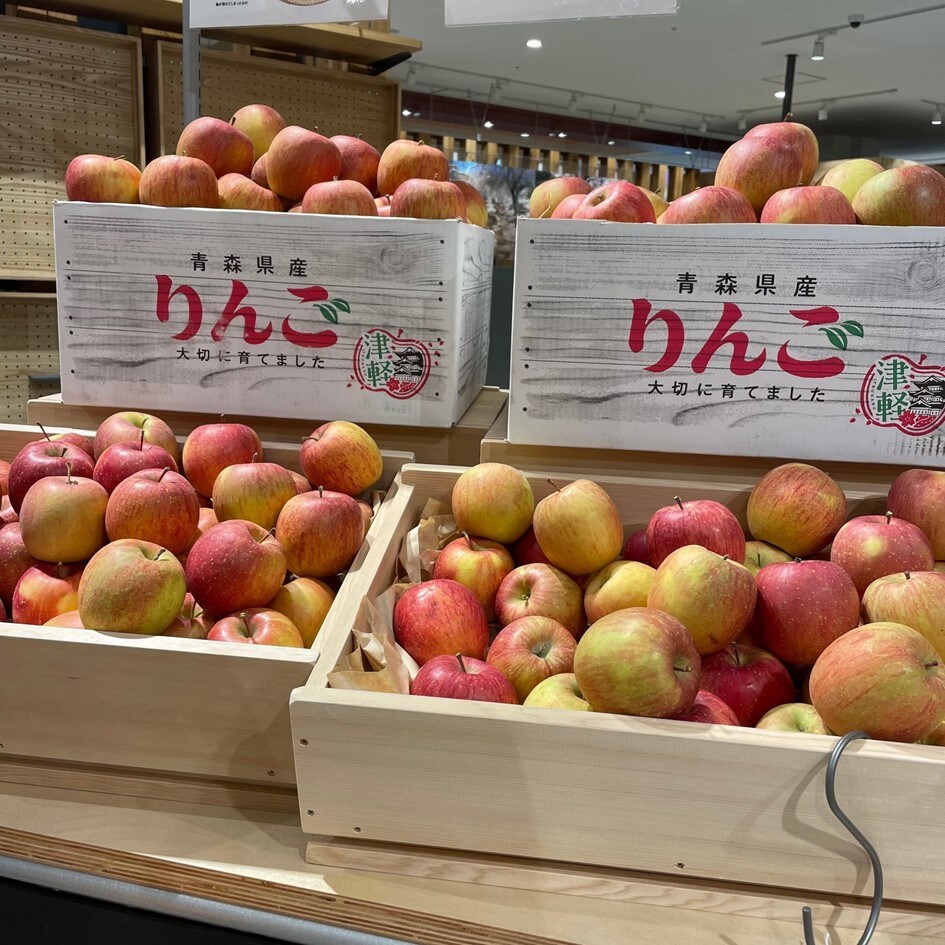 青森県産
りんご
大切に育てました
津軽
青森県産
りんご
大切に育てました
津軽